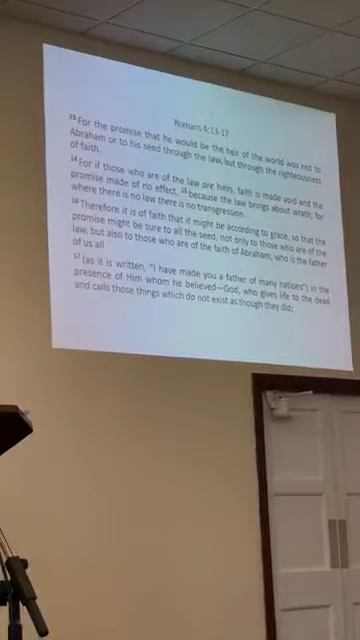 Romans 4:13-17
13 For the promise that he would be the heir of the world was not to
Abraham or to his seed through the law, but through the righteousness
of faith.
14 For if those who are of the law are heirs, faith is made void and the
promise made of no effect, 15 because the law brings about wrath; for
where there is no law there is no transgression.
16 Therefore it is of faith that it might be according to grace, so that the
promise might be sure to all the seed, not only to those who are of the
law, but also to those who are of the faith of Abraham, who is the father
of us all
17 (as it is written, "I have made you a father of many nations") in the
presence of Him whom he believed—God, who gives life to the dead
and calls those things which do not exist as though they did;